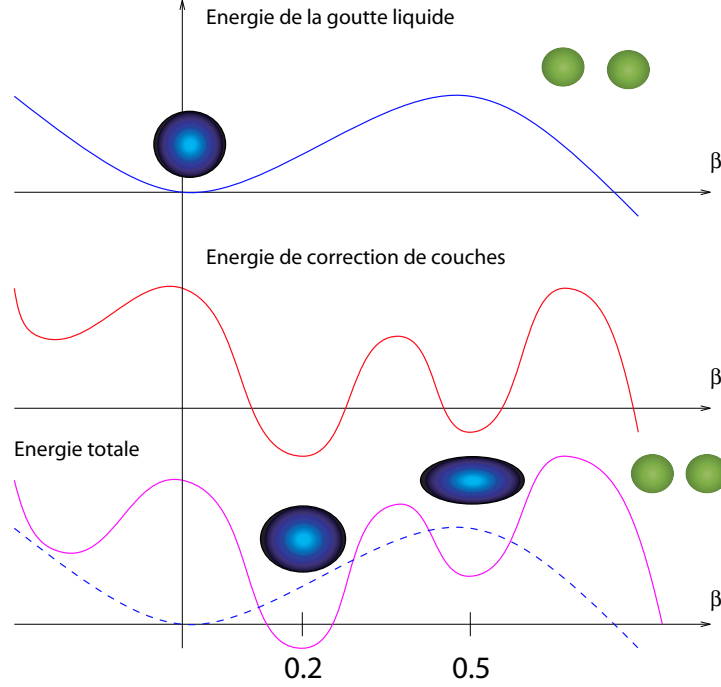 Energie de la goutte liquide
β
Energie de correction de couches
β
Energie totale
β
0.2
0.5